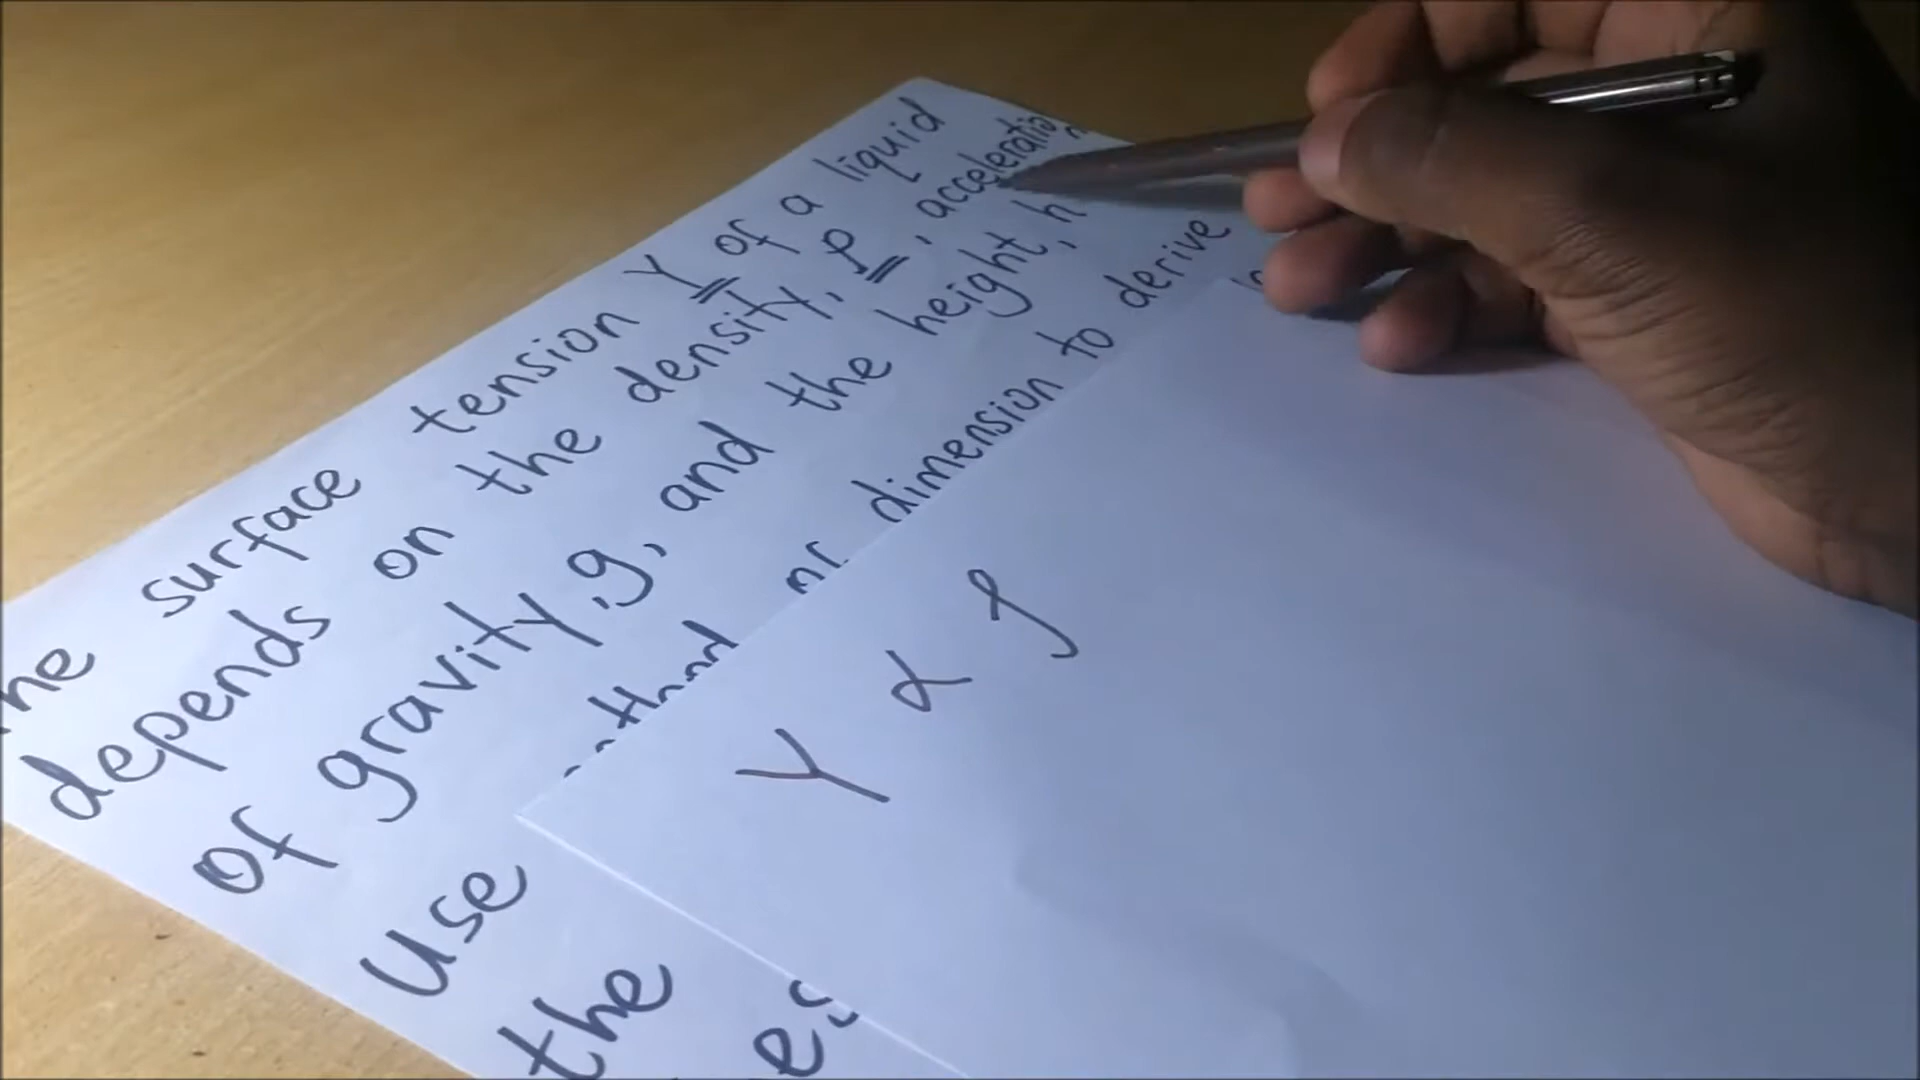 he surface tension γ of a liquid
depends on the density, ρ, acceleration
of gravity, g, and the height, h
Use or dimension to derive
the
γ α ρ